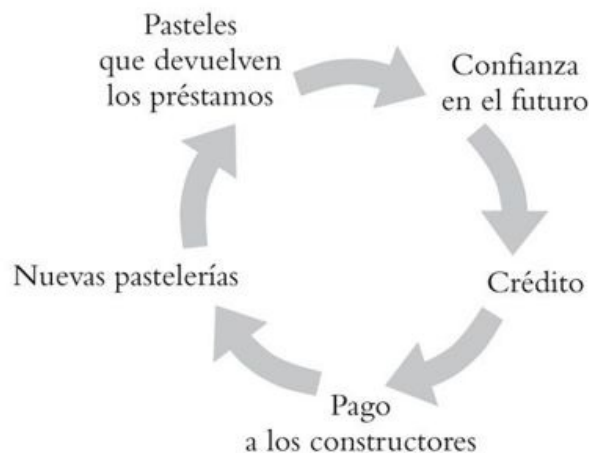 Pasteles
que devuelven
los préstamos
Confianza
en el futuro
Crédito
Pago
a los constructores
Nuevas pastelerías